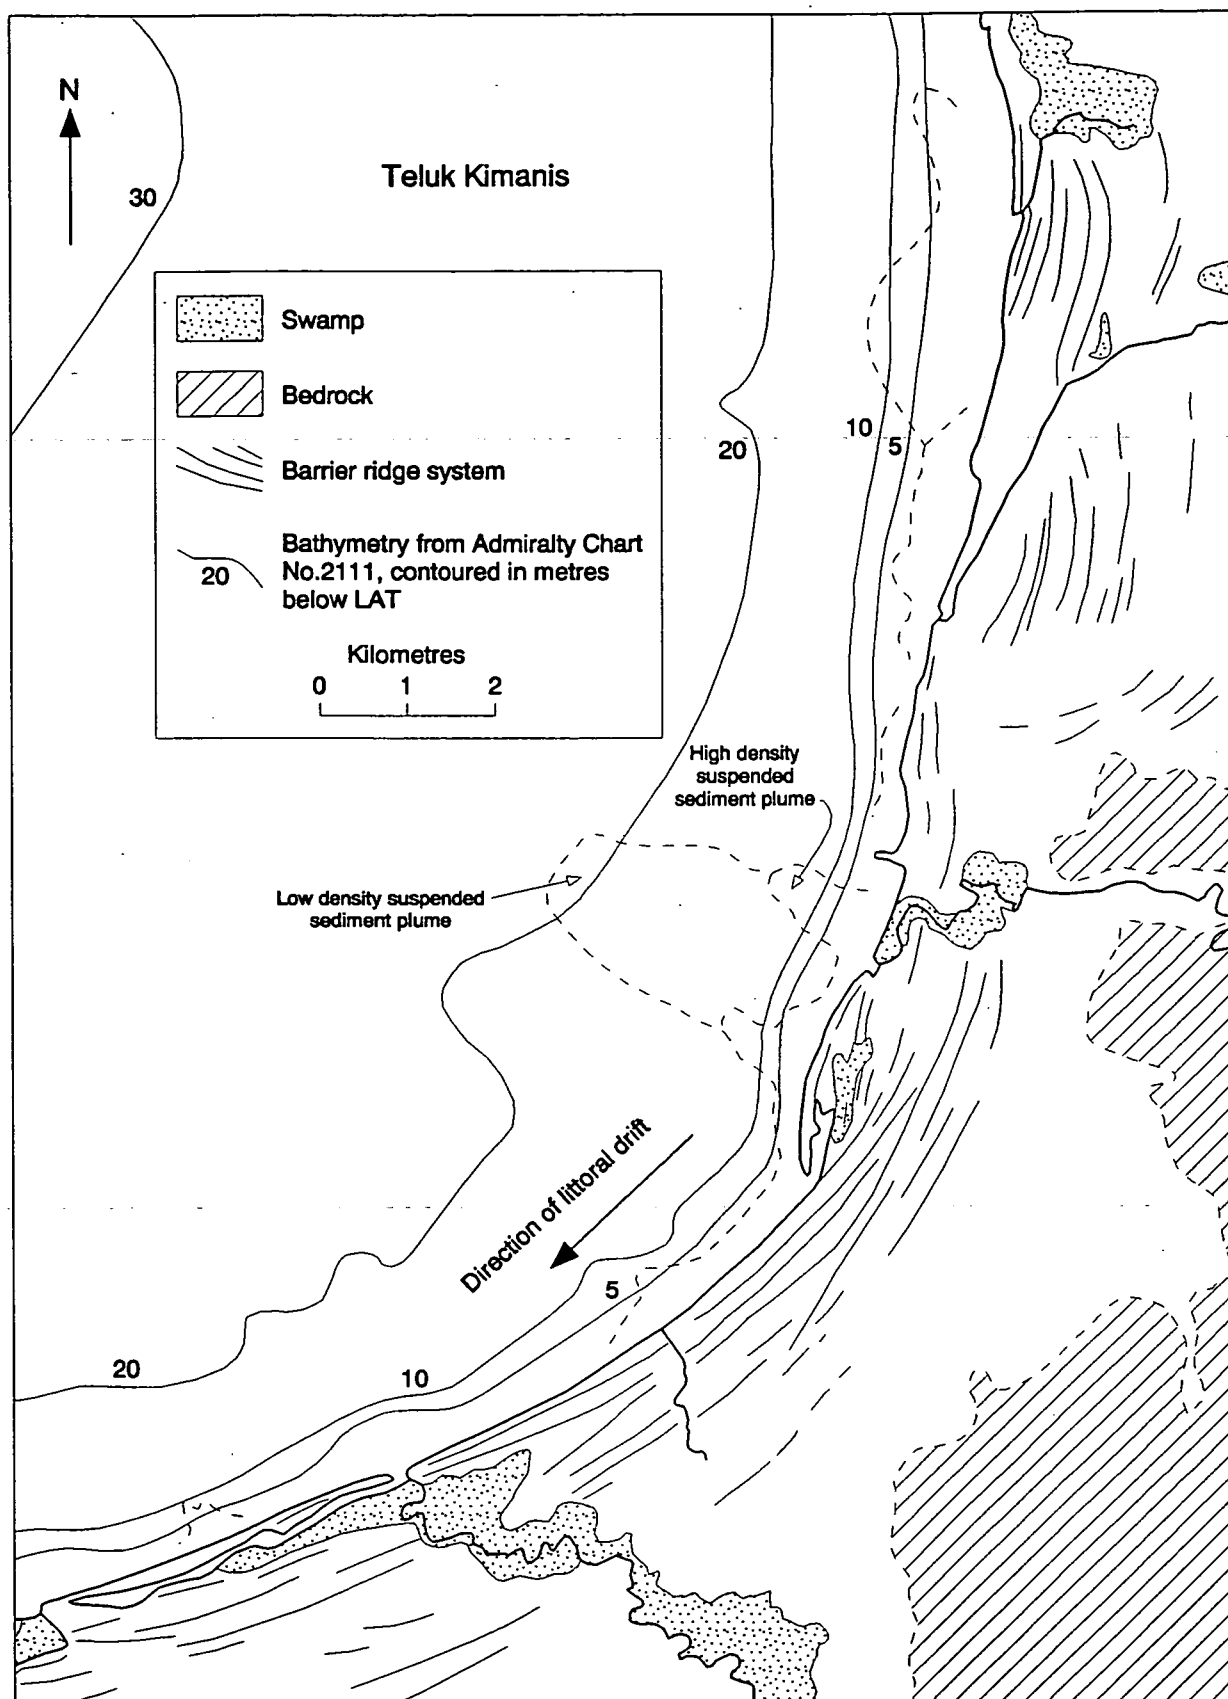 N
30
Teluk Kimanis
Swamp
Bedrock
Barrier ridge system
20
Bathymetry from Admiralty Chart
No.2111, contoured in metres
below LAT
Kilometres
0 1 2
20
10
5
High density
suspended
sediment plume
Low density suspended
sediment plume
Direction of littoral drift
5
10
20